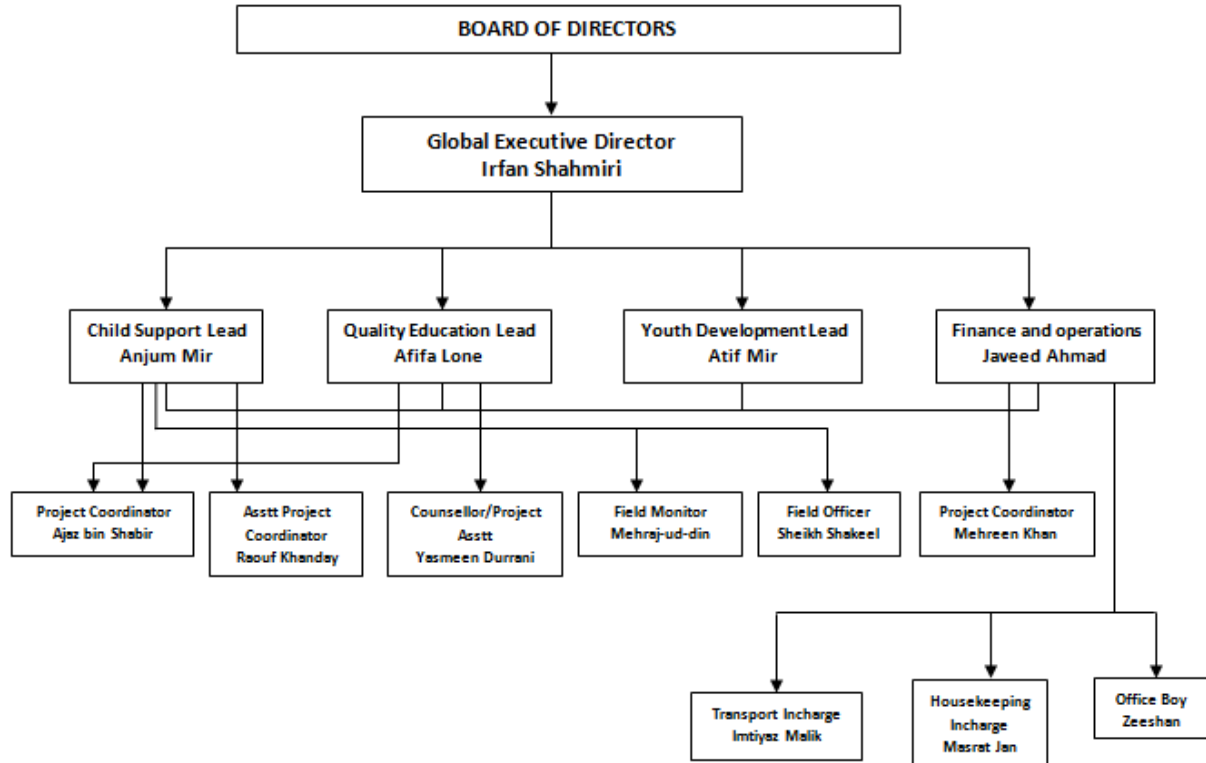 BOARD OF DIRECTORS
Global Executive Director
Irfan Shahmiri
Child Support Lead
Anjum Mir
Quality Education Lead
Afifa Lone
Youth Development Lead
Atif Mir
Finance and operations
Javeed Ahmad
Project Coordinator
Ajaz bin Shabir
Asstt Project
Coordinator
Raouf Khanday
Counsellor/Project
Asstt
Yasmeen Durrani
Field Monitor
Mehraj-ud-din
Field Officer
Sheikh Shakeel
Project Coordinator
Mehreen Khan
Transport Incharge
Imtiyaz Malik
Housekeeping
Incharge
Masrat Jan
Office Boy
Zeeshan